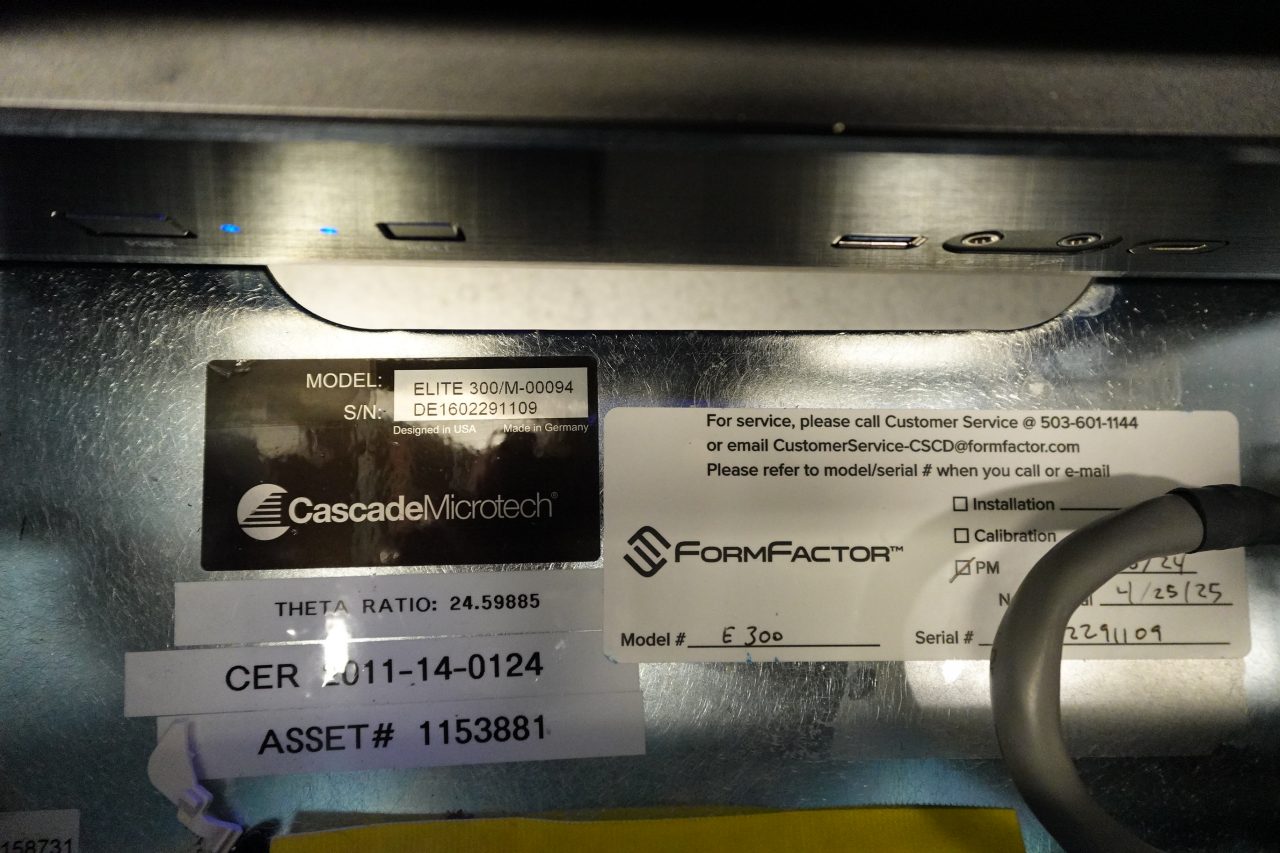 MODEL: ELITE 300/M-00094
S/N: DE1602291109
Designed in USA Made in Germany
CascadeMicrotech®
THETA RATIO: 24.59885
CER 2011-14-0124
ASSET# 1153881
158731
For service, please call Customer Service @ 503-601-1144
or email CustomerService-CSCD@formfactor.com
Please refer to model/serial # when you call or e-mail
Installation
Calibration
FORMFACTOR™
PM /24
4/25/25
Model # E 300 Serial # 2291109